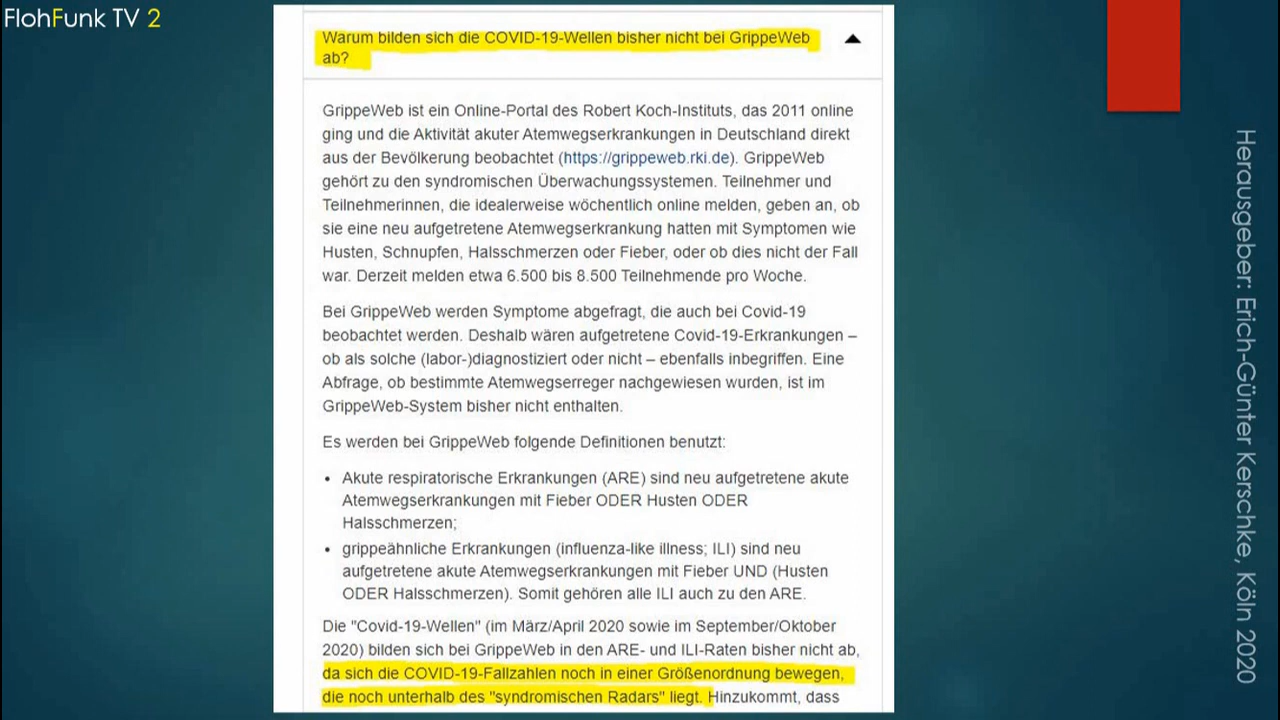 FlohFunk TV 2
Warum bilden sich die COVID-19-Wellen bisher nicht bei GrippeWeb
ab?
GrippeWeb ist ein Online-Portal des Robert Koch-Instituts, das 2011 online
ging und die Aktivität akuter Atemwegserkrankungen in Deutschland direkt
aus der Bevölkerung beobachtet (https://grippeweb.rki.de). GrippeWeb
gehört zu den syndromischen Überwachungssystemen. Teilnehmer und
Teilnehmerinnen, die idealerweise wöchentlich online melden, geben an, ob
sie eine neu aufgetretene Atemwegserkrankung hatten mit Symptomen wie
Husten, Schnupfen, Halsschmerzen oder Fieber, oder ob dies nicht der Fall
war. Derzeit melden etwa 6.500 bis 8.500 Teilnehmende pro Woche.
Bei GrippeWeb werden Symptome abgefragt, die auch bei Covid-19
beobachtet werden. Deshalb wären aufgetretene Covid-19-Erkrankungen –
ob als solche (labor-)diagnostiziert oder nicht – ebenfalls inbegriffen. Eine
Abfrage, ob bestimmte Atemwegserreger nachgewiesen wurden, ist im
GrippeWeb-System bisher nicht enthalten.
Es werden bei GrippeWeb folgende Definitionen benutzt:
• Akute respiratorische Erkrankungen (ARE) sind neu aufgetretene akute
Atemwegserkrankungen mit Fieber ODER Husten ODER
Halsschmerzen;
• grippeähnliche Erkrankungen (influenza-like illness; ILI) sind neu
aufgetretene akute Atemwegserkrankungen mit Fieber UND (Husten
ODER Halsschmerzen). Somit gehören alle ILI auch zu den ARE.
Die "Covid-19-Wellen" (im März/April 2020 sowie im September/Oktober
2020) bilden sich bei GrippeWeb in den ARE- und ILI-Raten bisher nicht ab,
da sich die COVID-19-Fallzahlen noch in einer Größenordnung bewegen,
die noch unterhalb des "syndromischen Radars" liegt. Hinzukommt, dass
Herausgeber: Erich-Günter Kerschke, Köln 2020